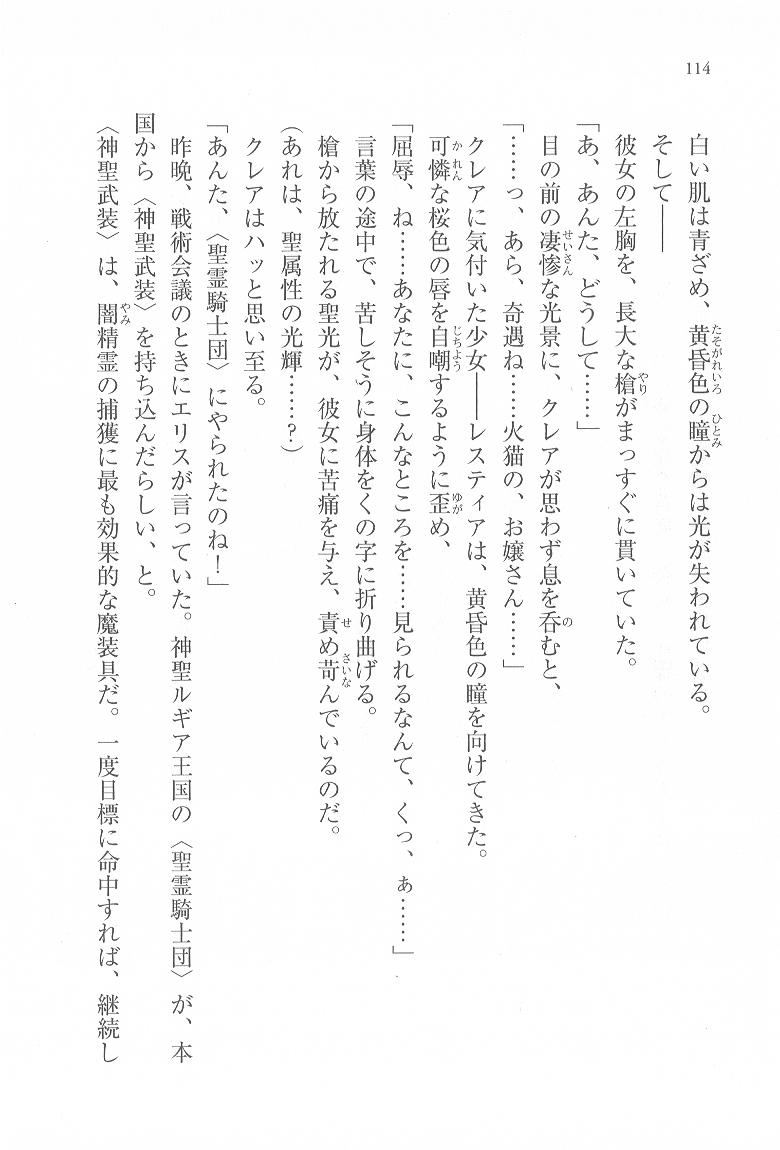 114
白い肌は青ざめ、黄昏色の瞳からは光が失われている。
そして――
彼女の左胸を、長大な槍がまっすぐに貫いていた。
「あ、あんた、どうして……」
目の前の凄惨な光景に、クレアが思わず息を呑むと、
「……っ、あら、奇遇ね……火猫の、お嬢さん……」
クレアに気付いた少女――レスティアは、黄昏色の瞳を向けてきた。
可憐な桜色の唇を自嘲するように歪め、
「屈辱、ね……あなたに、こんなところを……見られるなんて、くっ、ぁ……」
言葉の途中で、苦しそうに身体をくの字に折り曲げる。
槍から放たれる聖光が、彼女に苦痛を与え、責め苛んでいるのだ。
(あれは、聖属性の光輝……?)
クレアはハッと思い至る。
「あんた、〈聖霊騎士団〉にやられたのね!」
昨晩、戦術会議のときにエリスが言っていた。神聖ルギア王国の〈聖霊騎士団〉が、本
国から〈神聖武装〉を持ち込んだらしい、と。
〈神聖武装〉は、闇精霊の捕獲に最も効果的な魔装具だ。一度目標に命中すれば、継続し